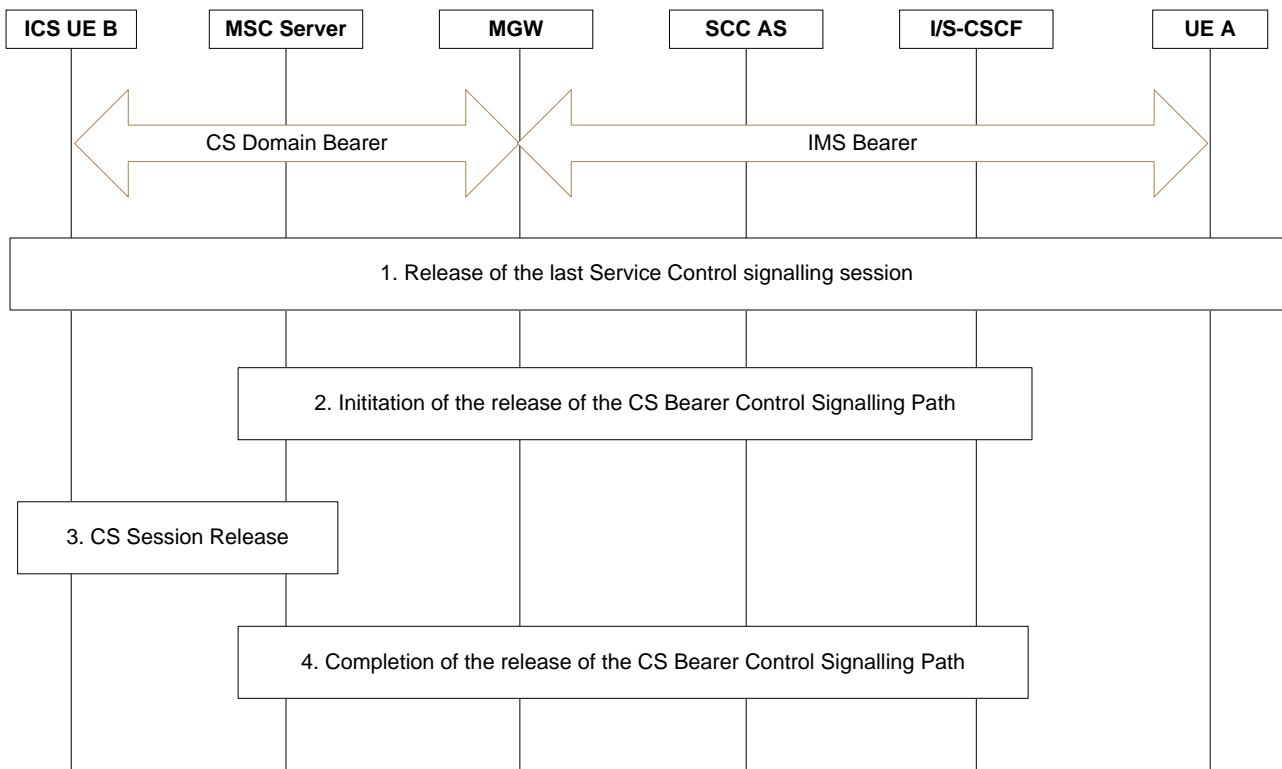 ICS UE B
MSC Server
MGW
SCC AS
I/S-CSCF
UE A
CS Domain Bearer
IMS Bearer
1. Release of the last Service Control signalling session
2. Inititation of the release of the CS Bearer Control Signalling Path
3. CS Session Release
4. Completion of the release of the CS Bearer Control Signalling Path